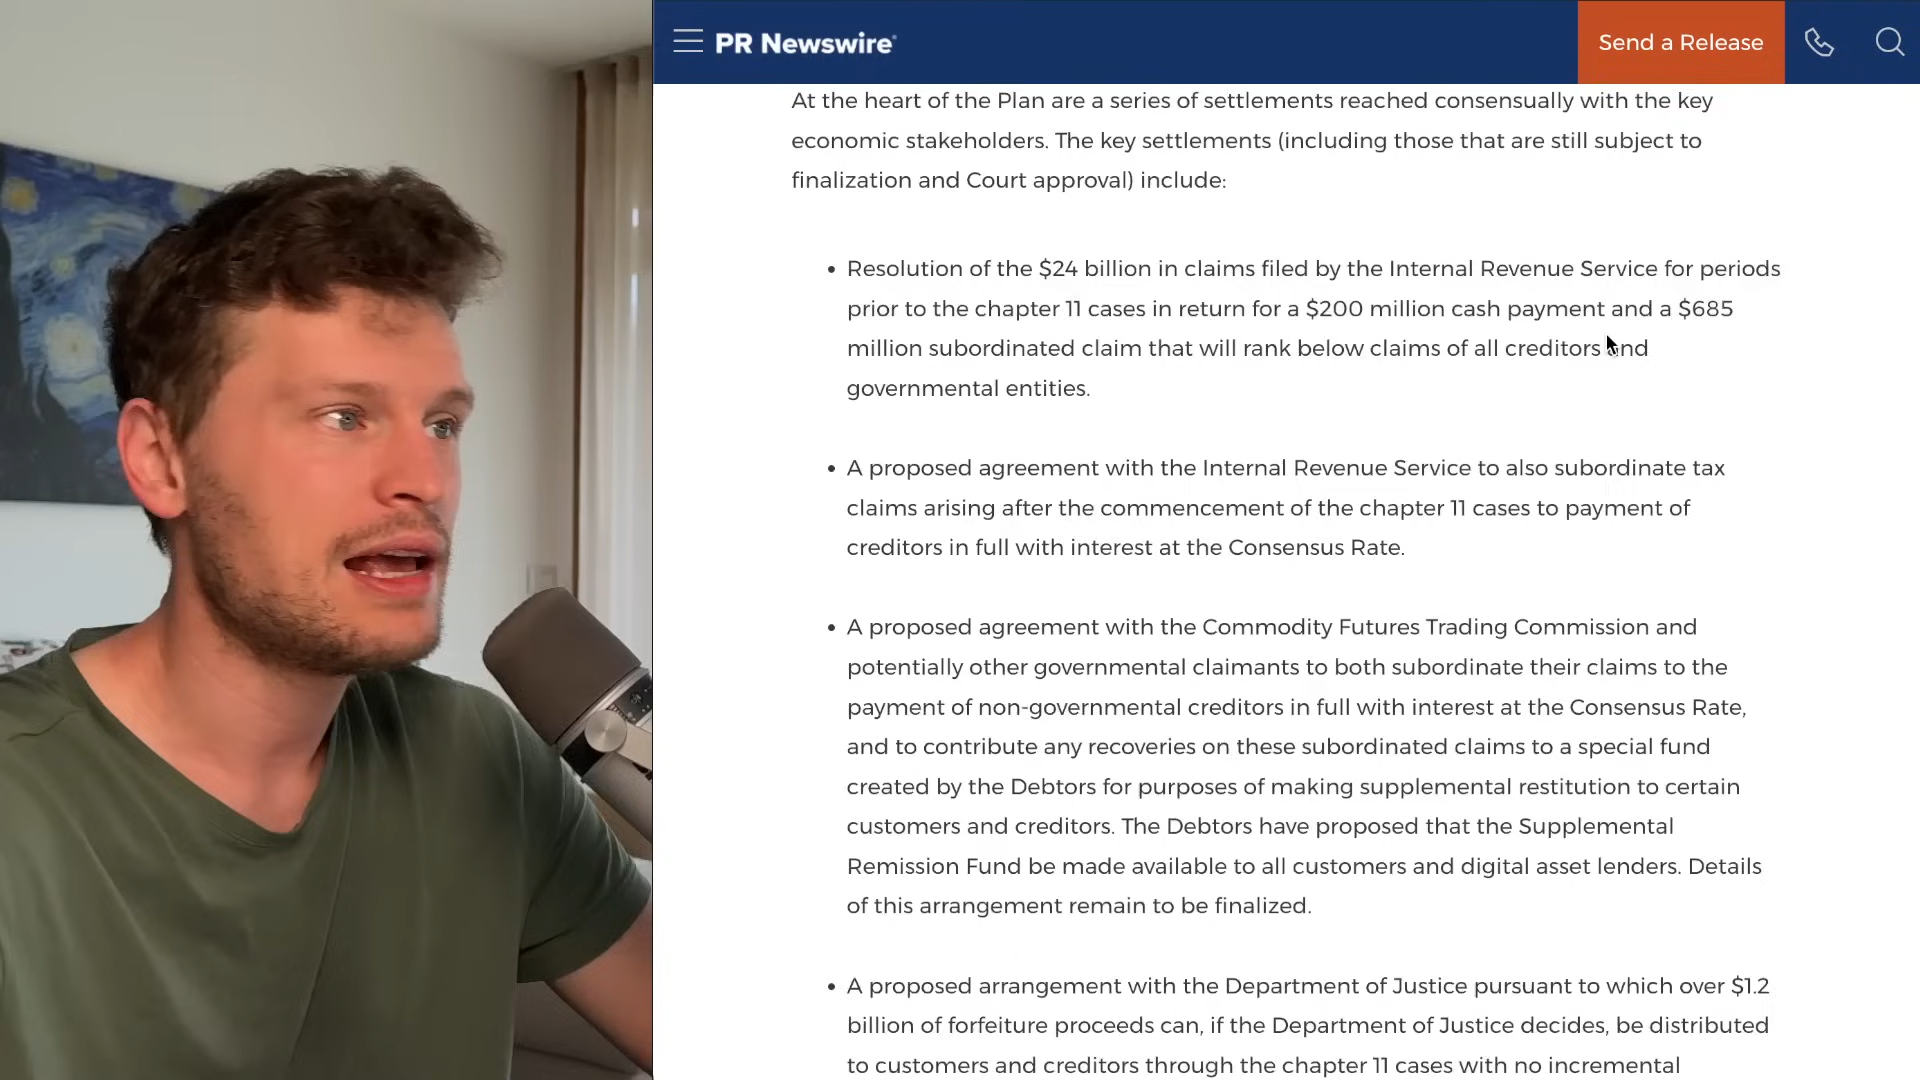 PR Newswire
Send a Release
At the heart of the Plan are a series of settlements reached consensually with the key
economic stakeholders. The key settlements (including those that are still subject to
finalization and Court approval) include:
• Resolution of the $24 billion in claims filed by the Internal Revenue Service for periods
prior to the chapter 11 cases in return for a $200 million cash payment and a $685
million subordinated claim that will rank below claims of all creditors and
governmental entities.
• A proposed agreement with the Internal Revenue Service to also subordinate tax
claims arising after the commencement of the chapter 11 cases to payment of
creditors in full with interest at the Consensus Rate.
• A proposed agreement with the Commodity Futures Trading Commission and
potentially other governmental claimants to both subordinate their claims to the
payment of non-governmental creditors in full with interest at the Consensus Rate,
and to contribute any recoveries on these subordinated claims to a special fund
created by the Debtors for purposes of making supplemental restitution to certain
customers and creditors. The Debtors have proposed that the Supplemental
Remission Fund be made available to all customers and digital asset lenders. Details
of this arrangement remain to be finalized.
• A proposed arrangement with the Department of Justice pursuant to which over $1.2
billion of forfeiture proceeds can, if the Department of Justice decides, be distributed
to customers and creditors through the chapter 11 cases with no incremental